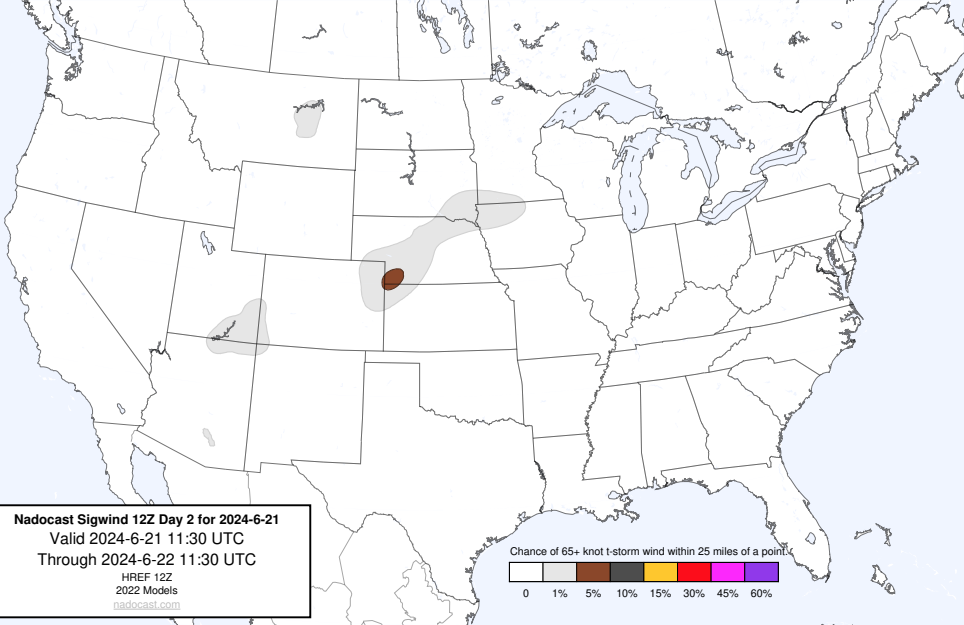 Nadocast Sigwind 12Z Day 2 for 2024-6-21
Valid 2024-6-21 11:30 UTC
Through 2024-6-22 11:30 UTC
HREF 12Z
2022 Models
nadocast.com
Chance of 65+ knot t-storm wind within 25 miles of a point.
0 1% 5% 10% 15% 30% 45% 60%